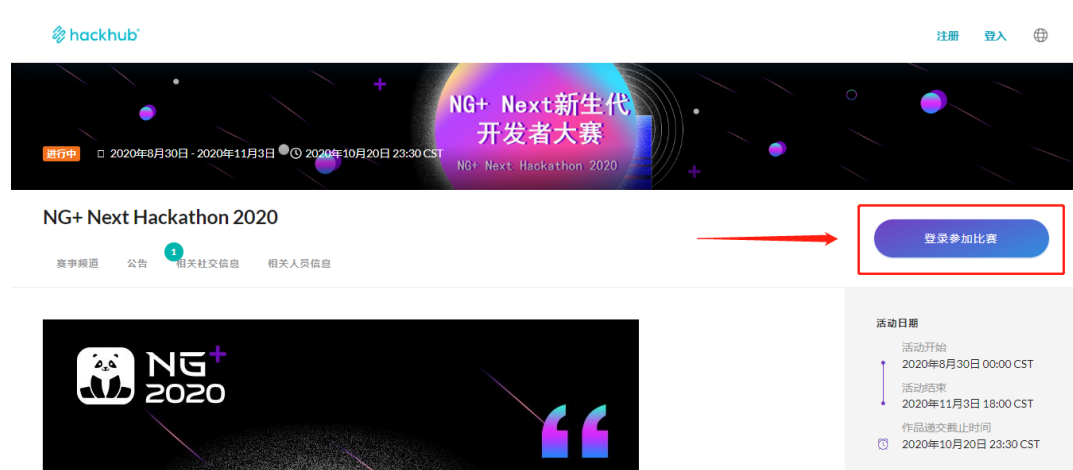 hackhub
注册 登入
NG+ Next新生代
开发者大赛
进行中 2020年8月30日 - 2020年11月3日 2020年10月20日 23:30 CST
NG+ Next Hackathon 2020
NG+ Next Hackathon 2020
登录参加比赛
1
赛事频道 公告 相关社交信息 相关人员信息
活动日期
活动开始
2020年8月30日 00:00 CST
活动结束
2020年11月3日 18:00 CST
作品递交截止时间
2020年10月20日 23:30 CST
NG+
2020